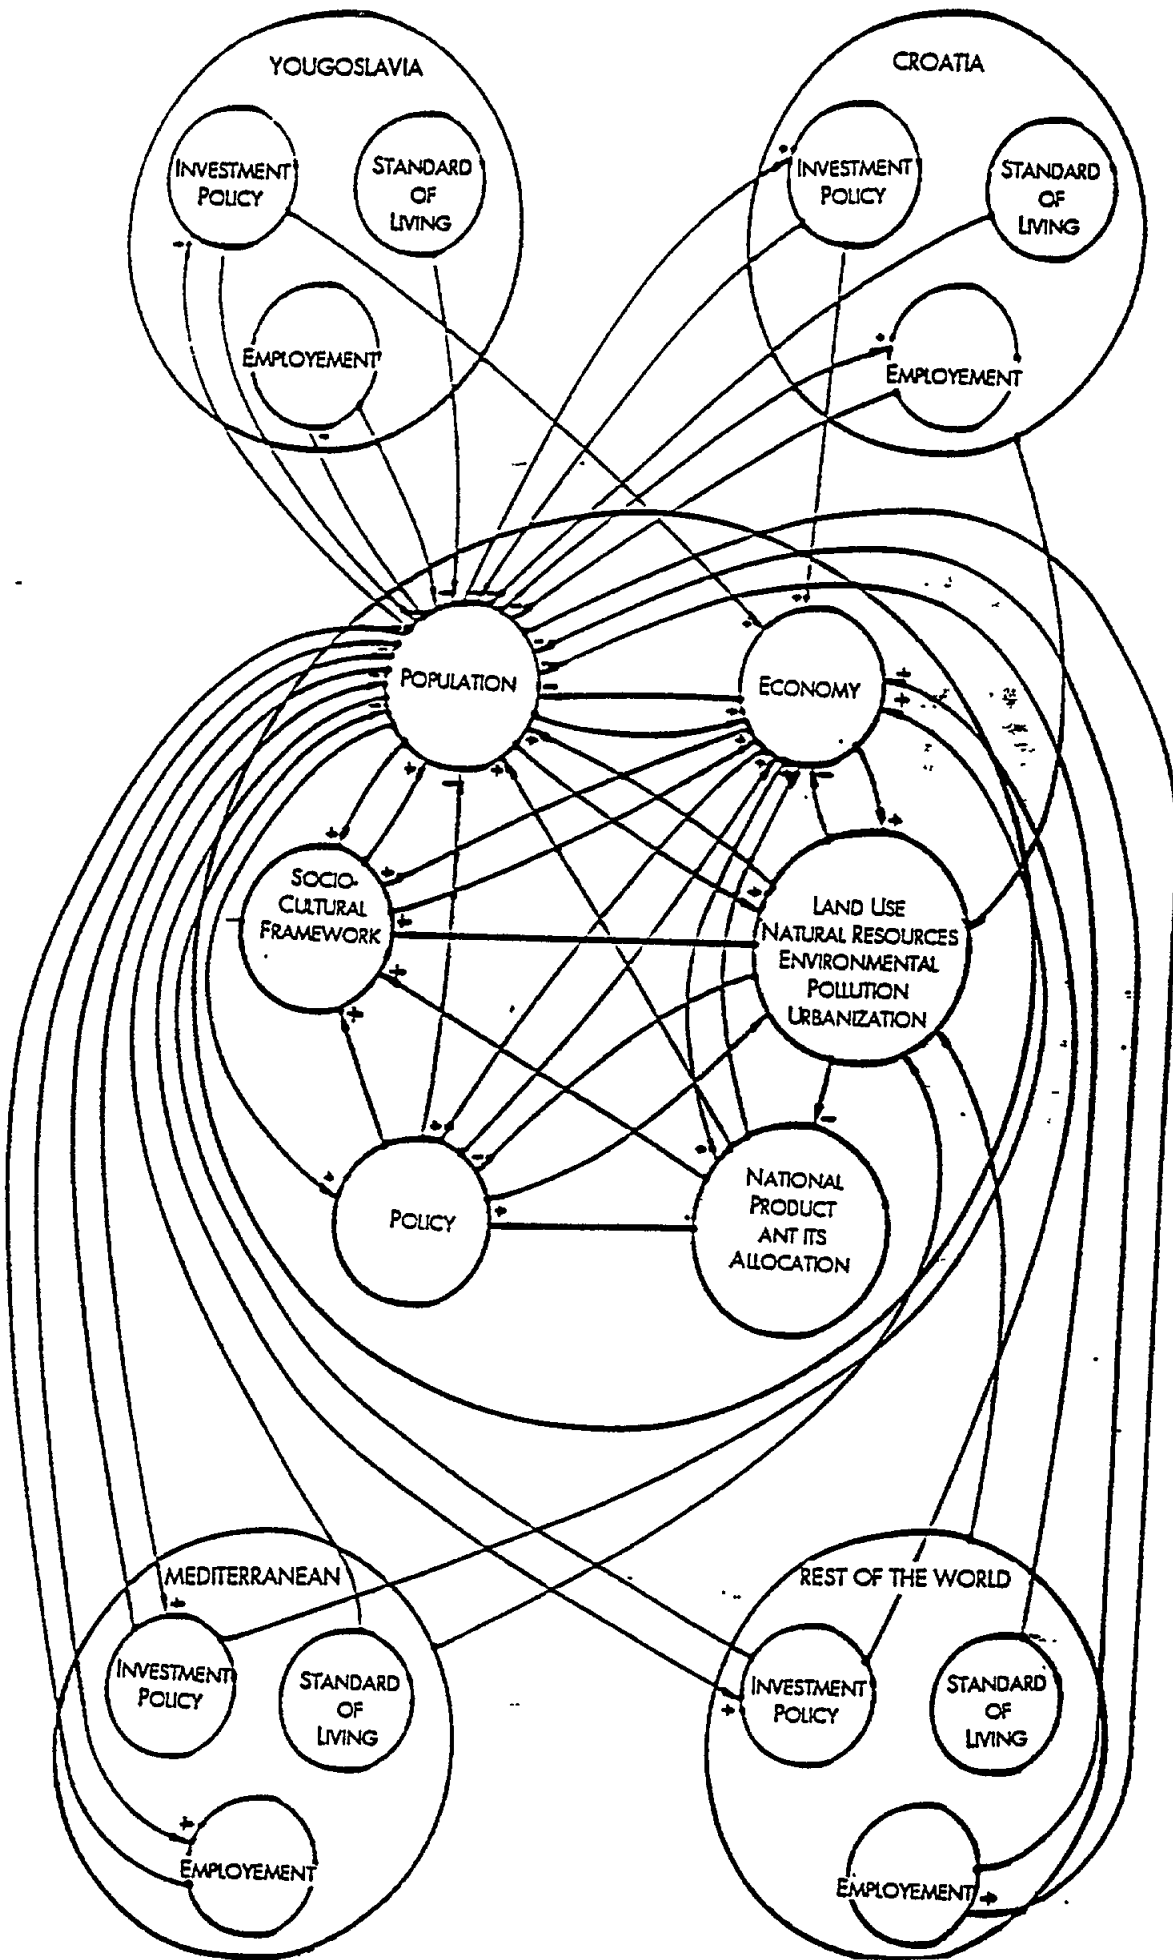 YOUGOSLAVIA
INVESTMENT
POLICY
STANDARD
OF
LIVING
EMPLOYEMENT
CROATIA
INVESTMENT
POLICY
STANDARD
OF
LIVING
EMPLOYEMENT
POPULATION
ECONOMY
SOCIO-
CULTURAL
FRAMEWORK
LAND USE
NATURAL RESOURCES
ENVIRONMENTAL
POLLUTION
URBANIZATION
POLICY
NATIONAL
PRODUCT
ANT ITS
ALLOCATION
MEDITERRANEAN
INVESTMENT
POLICY
STANDARD
OF
LIVING
EMPLOYEMENT
REST OF THE WORLD
INVESTMENT
POLICY
STANDARD
OF
LIVING
EMPLOYEMENT